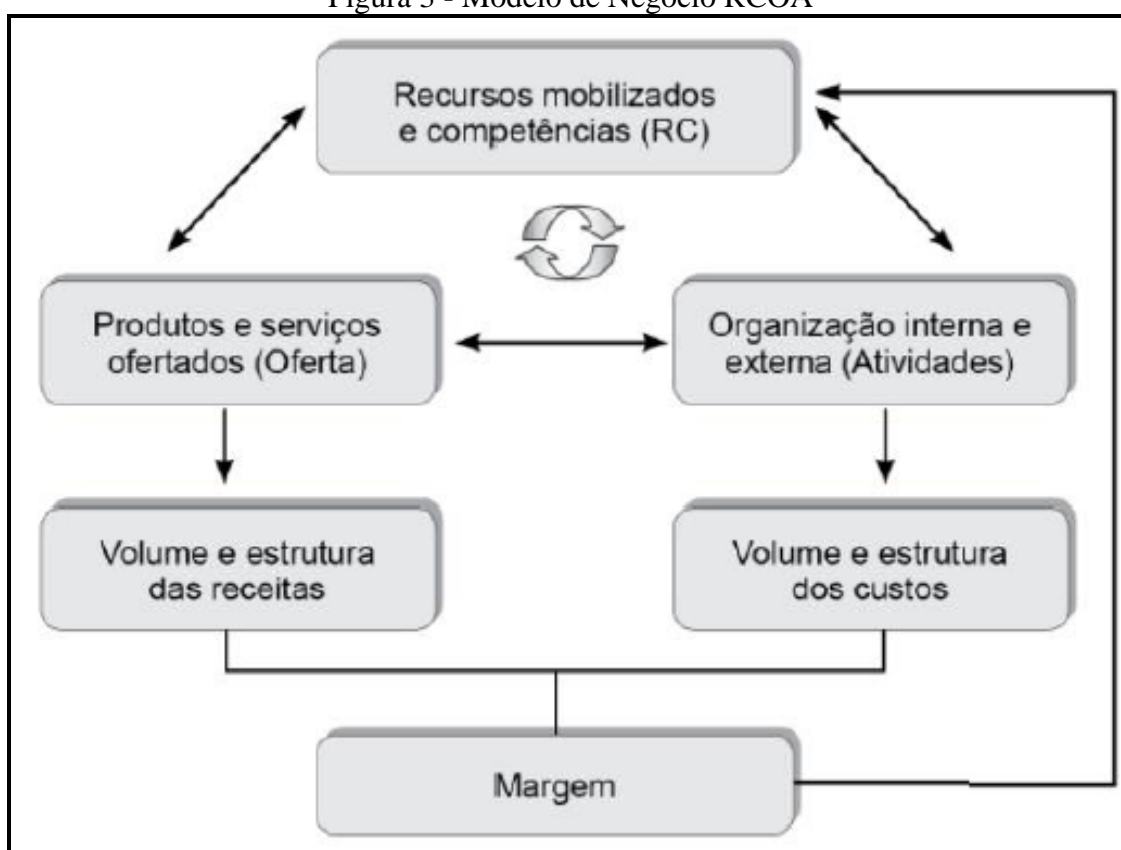 Figura 3 - Modelo de Negócio RCOA
Recursos mobilizados
e competências (RC)
Produtos e serviços
ofertados (Oferta)
Organização interna e
externa (Atividades)
Volume e estrutura
das receitas
Volume e estrutura
dos custos
Margem